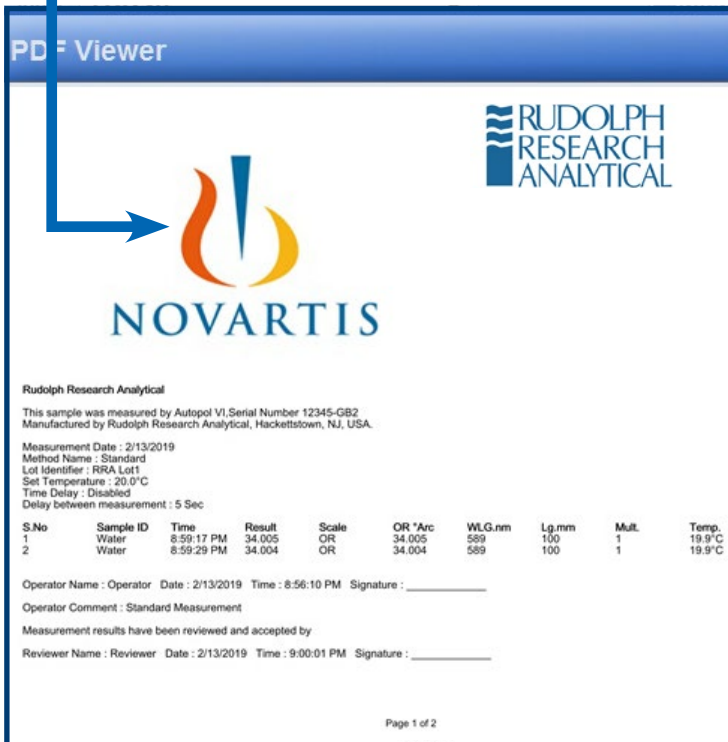 PDF Viewer
RUDOLPH
RESEARCH
ANALYTICAL
NOVARTIS
Rudolph Research Analytical
This sample was measured by Autopol VI,Serial Number 12345-GB2
Manufactured by Rudolph Research Analytical, Hackettstown, NJ, USA.
Measurement Date : 2/13/2019
Method Name : Standard
Lot Identifier : RRA Lot1
Set Temperature : 20.0°C
Time Delay : Disabled
Delay between measurement : 5 Sec
S.No Sample ID Time Result Scale OR °Arc WLG.nm Lg.mm Mult. Temp.
1 Water 8:59:17 PM 34.005 OR 34.005 589 100 1 19.9°C
2 Water 8:59:29 PM 34.004 OR 34.004 589 100 1 19.9°C
Operator Name : Operator Date : 2/13/2019 Time : 8:56:10 PM Signature : ____________
Operator Comment : Standard Measurement
Measurement results have been reviewed and accepted by
Reviewer Name : Reviewer Date : 2/13/2019 Time : 9:00:01 PM Signature : ____________
Page 1 of 2